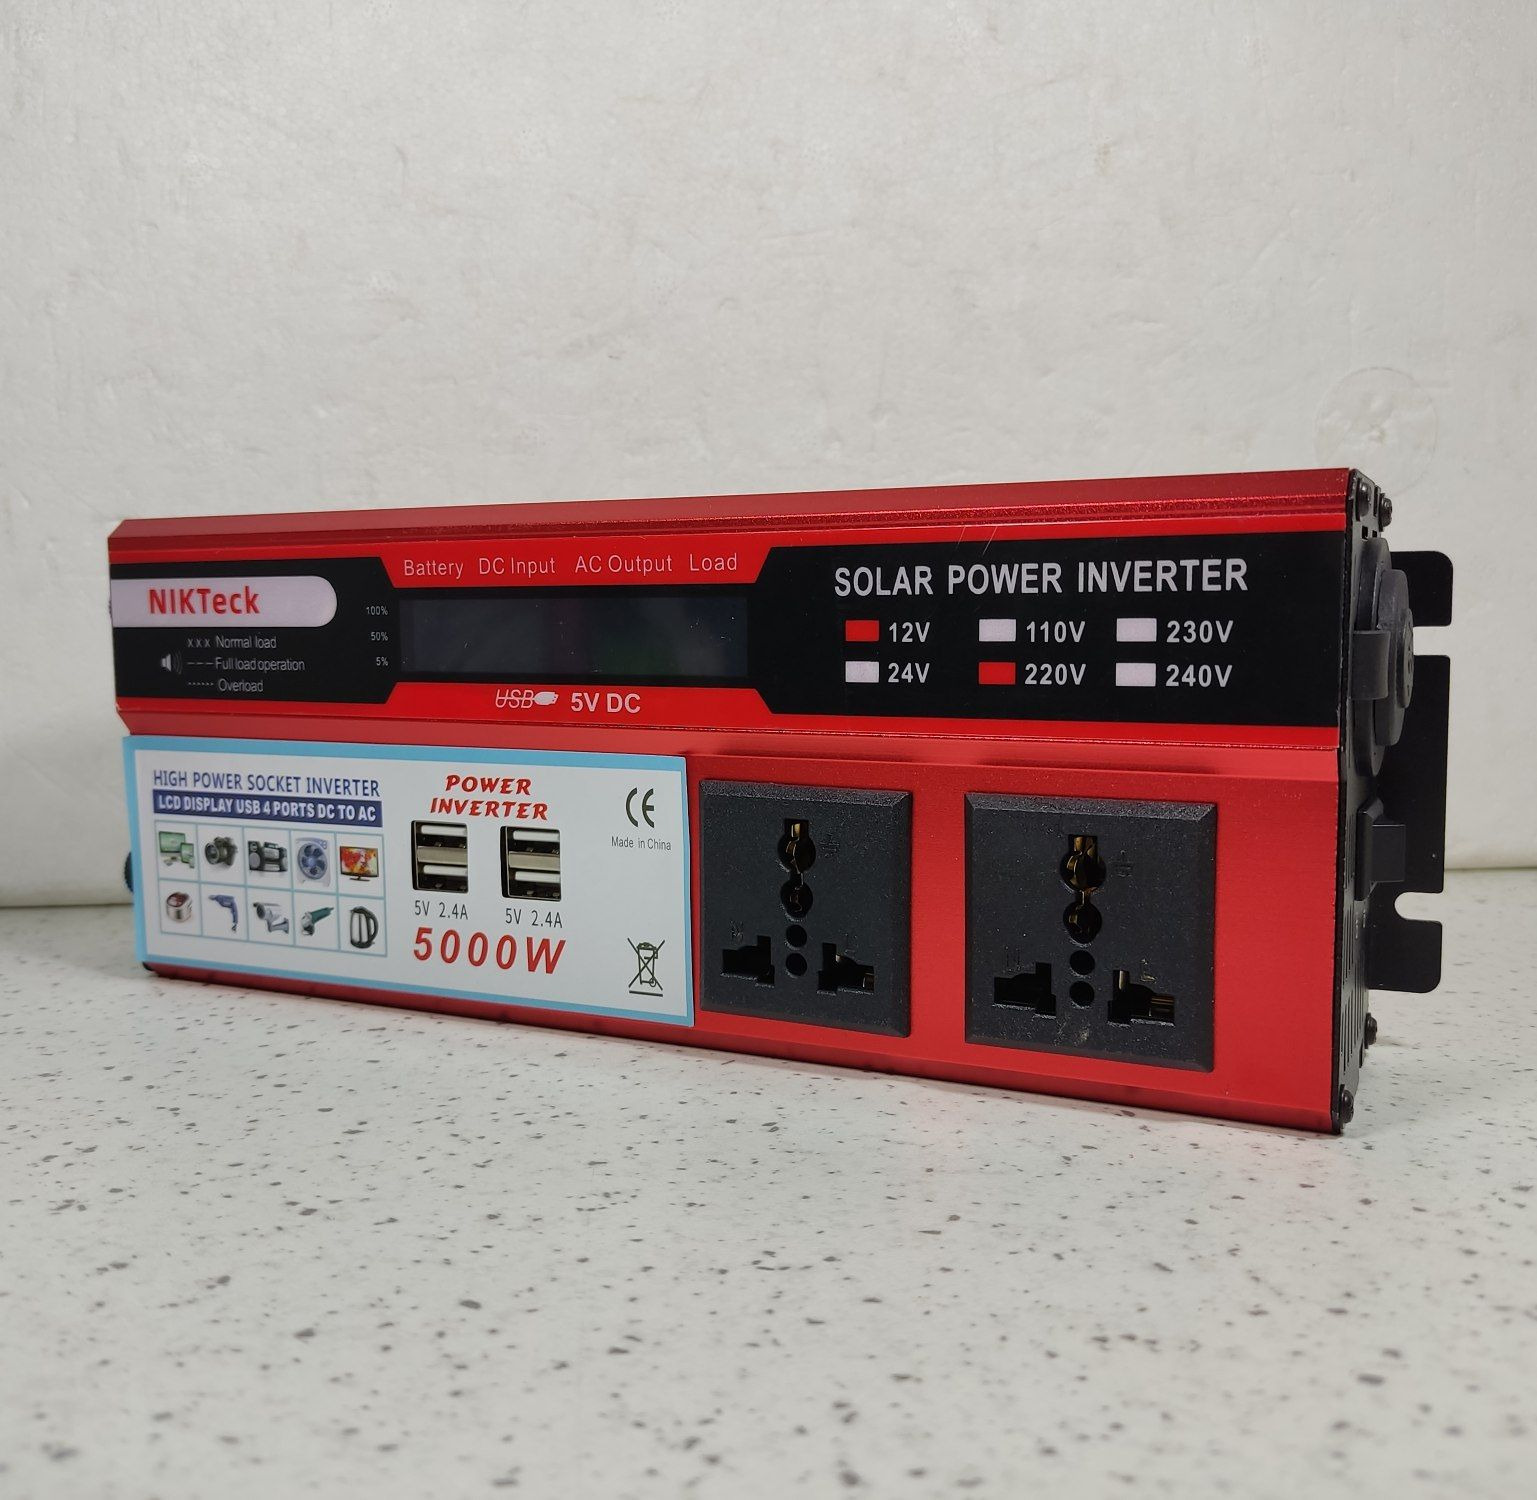 Battery DC Input AC Output Load
NIKTeck
x x x Normal load
– – – Full load operation
------ Overload
100%
50%
5%
USB 5V DC
SOLAR POWER INVERTER
12V 110V 230V
24V 220V 240V
HIGH POWER SOCKET INVERTER
LCD DISPLAY USB 4 PORTS DC TO AC
POWER
INVERTER
5V 2.4A 5V 2.4A
5000W
CE
Made in China
N L
N L